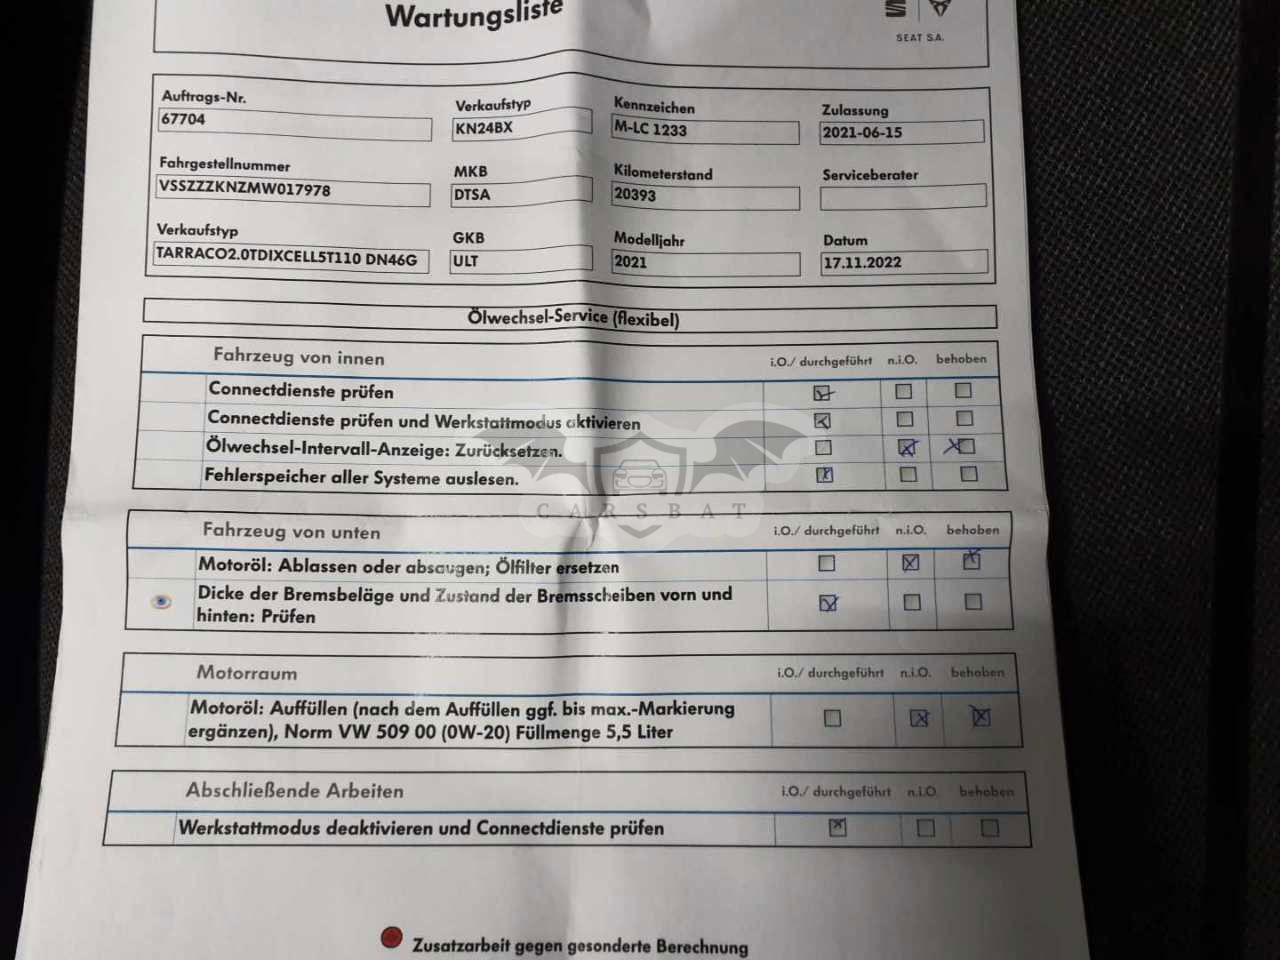 Wartungsliste
SEAT S.A.
Auftrags-Nr.
67704
Verkaufstyp
KN24BX
Kennzeichen
M-LC 1233
Zulassung
2021-06-15
Fahrgestellnummer
VSSZZZKNZMW017978
MKB
DTSA
Kilometerstand
20393
Serviceberater
Verkaufstyp
TARRACO2.0TDIXCELL5T110 DN46G
GKB
ULT
Modelljahr
2021
Datum
17.11.2022
Ölwechsel-Service (flexibel)
Fahrzeug von innen i.O./ durchgeführt n.i.O. behoben
Connectdienste prüfen
Connectdienste prüfen und Werkstattmodus aktivieren
Ölwechsel-Intervall-Anzeige: Zurücksetzen.
Fehlerspeicher aller Systeme auslesen.
CARSBAT
Fahrzeug von unten i.O./ durchgeführt n.i.O. behoben
Motoröl: Ablassen oder absaugen; Ölfilter ersetzen
Dicke der Bremsbeläge und Zustand der Bremsscheiben vorn und
hinten: Prüfen
Motorraum i.O./ durchgeführt n.i.O. behoben
Motoröl: Auffüllen (nach dem Auffüllen ggf. bis max.-Markierung
ergänzen), Norm VW 509 00 (0W-20) Füllmenge 5,5 Liter
Abschließende Arbeiten i.O./ durchgeführt n.i.O. behoben
Werkstattmodus deaktivieren und Connectdienste prüfen
Zusatzarbeit gegen gesonderte Berechnung